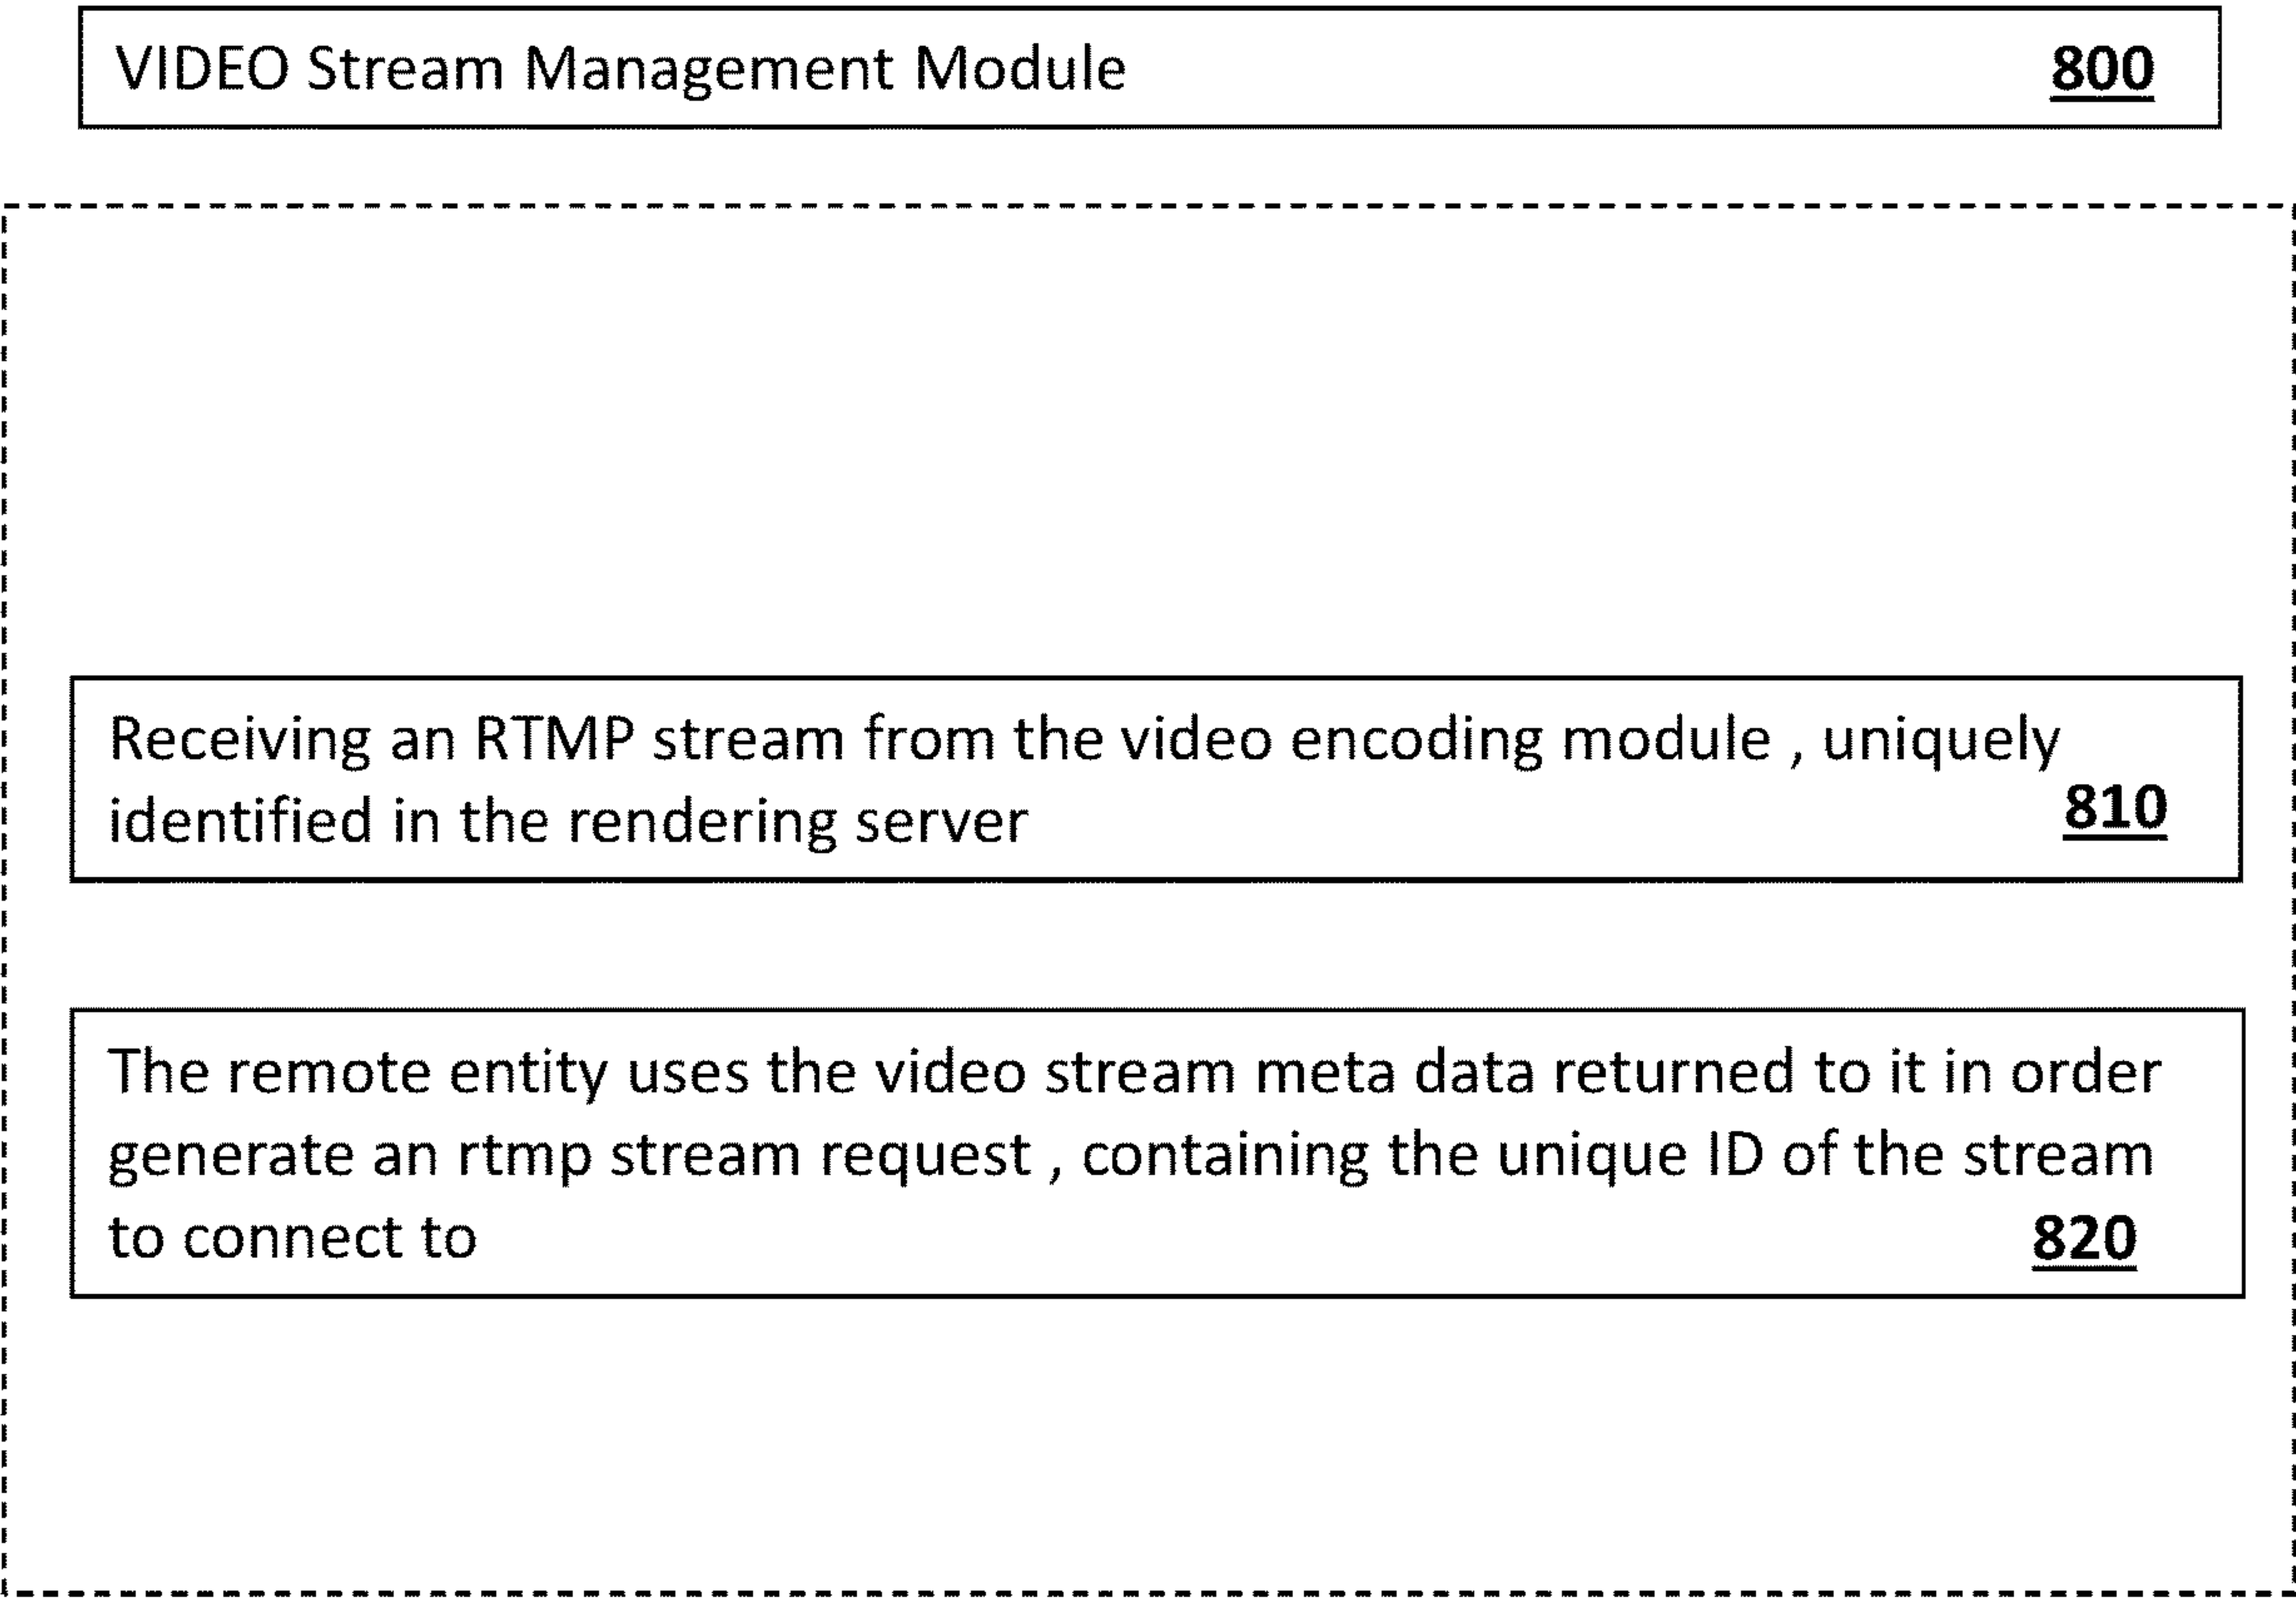 VIDEO Stream Management Module 800
Receiving an RTMP stream from the video encoding module , uniquely
identified in the rendering server 810
The remote entity uses the video stream meta data returned to it in order
generate an rtmp stream request , containing the unique ID of the stream
to connect to 820